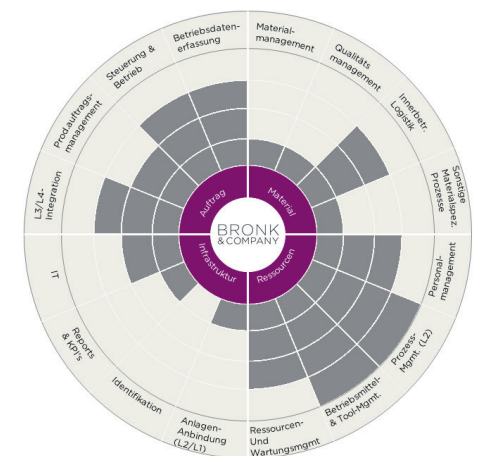 Betriebsdaten-
erfassung
Material-
management
Qualitäts
management
Innerbetr.
Logistik
Sonstige
Materialspez.
Prozesse
Personal-
management
Prozess-
Mgmt. (L2)
Betriebsmittel-
& Tool-Mgmt.
Ressourcen-
Und
Wartungsmgmt
Anlagen-
Anbindung
(L2/L1)
Identifikation
Reports
& KPI's
IT
L3/L4-
Integration
Prod.auftrags-
management
Steuerung &
Betrieb
Auftrag
Material
Infrastruktur
Ressourcen
BRONK
& COMPANY